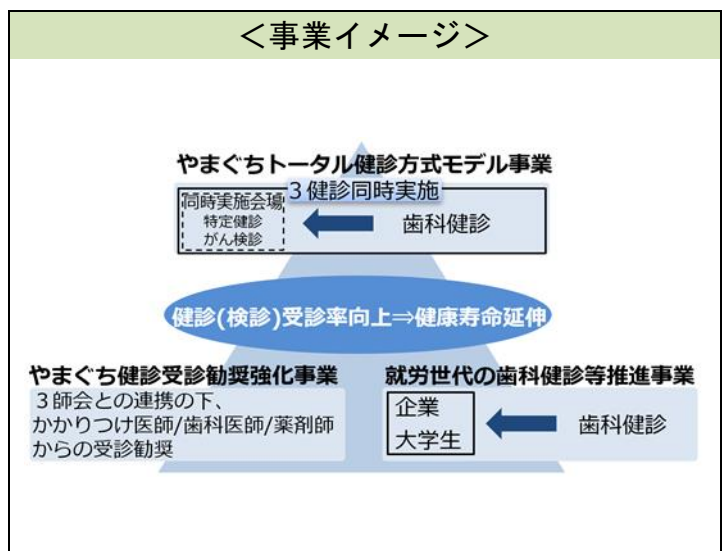 ＜事業イメージ＞
やまぐちトータル健診方式モデル事業
３健診同時実施
同時実施会場
特定健診
がん検診
歯科健診
健診(検診)受診率向上⇒健康寿命延伸
やまぐち健診受診勧奨強化事業
３師会との連携の下、
かかりつけ医師/歯科医師/薬剤師
からの受診勧奨
就労世代の歯科健診等推進事業
企業
大学生
歯科健診